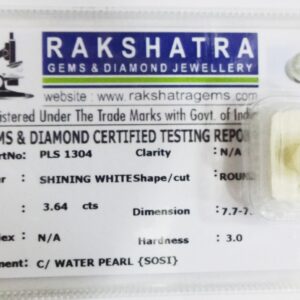 RAKSHATRA
GEMS & DIAMOND JEWELLERY
website : www.rakshatragems.com
istered Under The Trade Marks with Govt. of Indi
MS & DIAMOND CERTIFIED TESTING REPO
PLS 1304 Clarity : N/A
SHINING WHITE Shape/cut : ROUN
: 3.64 cts Dimension : 7.7-7
dex : N/A Hardness : 3.0
ment: C/ WATER PEARL {SOSI}